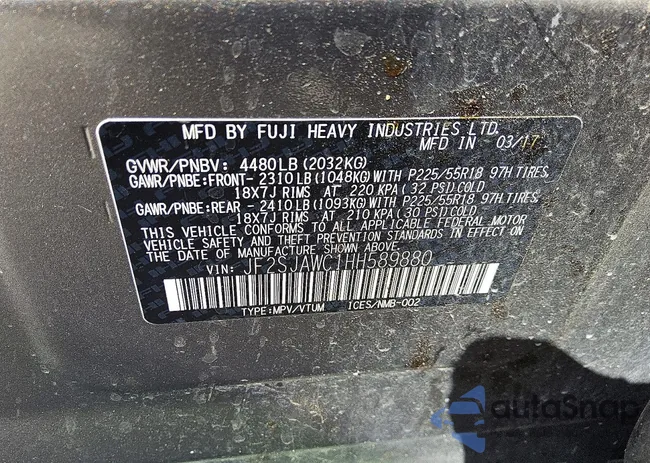 MFD BY FUJI HEAVY INDUSTRIES LTD.
MFD IN 03/17
GVWR/PNBV: 4480LB(2032KG)
GAWR/PNBE:FRONT- 2310LB(1048KG)WITH P225/55R18 97H TIRES,
18X7J RIMS AT 220 KPA(32 PSI)COLD
GAWR/PNBE:REAR - 2410LB(1093KG)WITH P225/55R18 97H TIRES,
18X7J RIMS AT 210 KPA(30 PSI)COLD
THIS VEHICLE CONFORMS TO ALL APPLICABLE FEDERAL MOTOR
VEHICLE SAFETY AND THEFT PREVENTION STANDARDS IN EFFECT ON
THE DATE OF MANUFACTURE SHOWN ABOVE.
VIN: JF2SJAWC1HH589880
TYPE:MPV/VTUM ICES/NMB-002
autoSnap